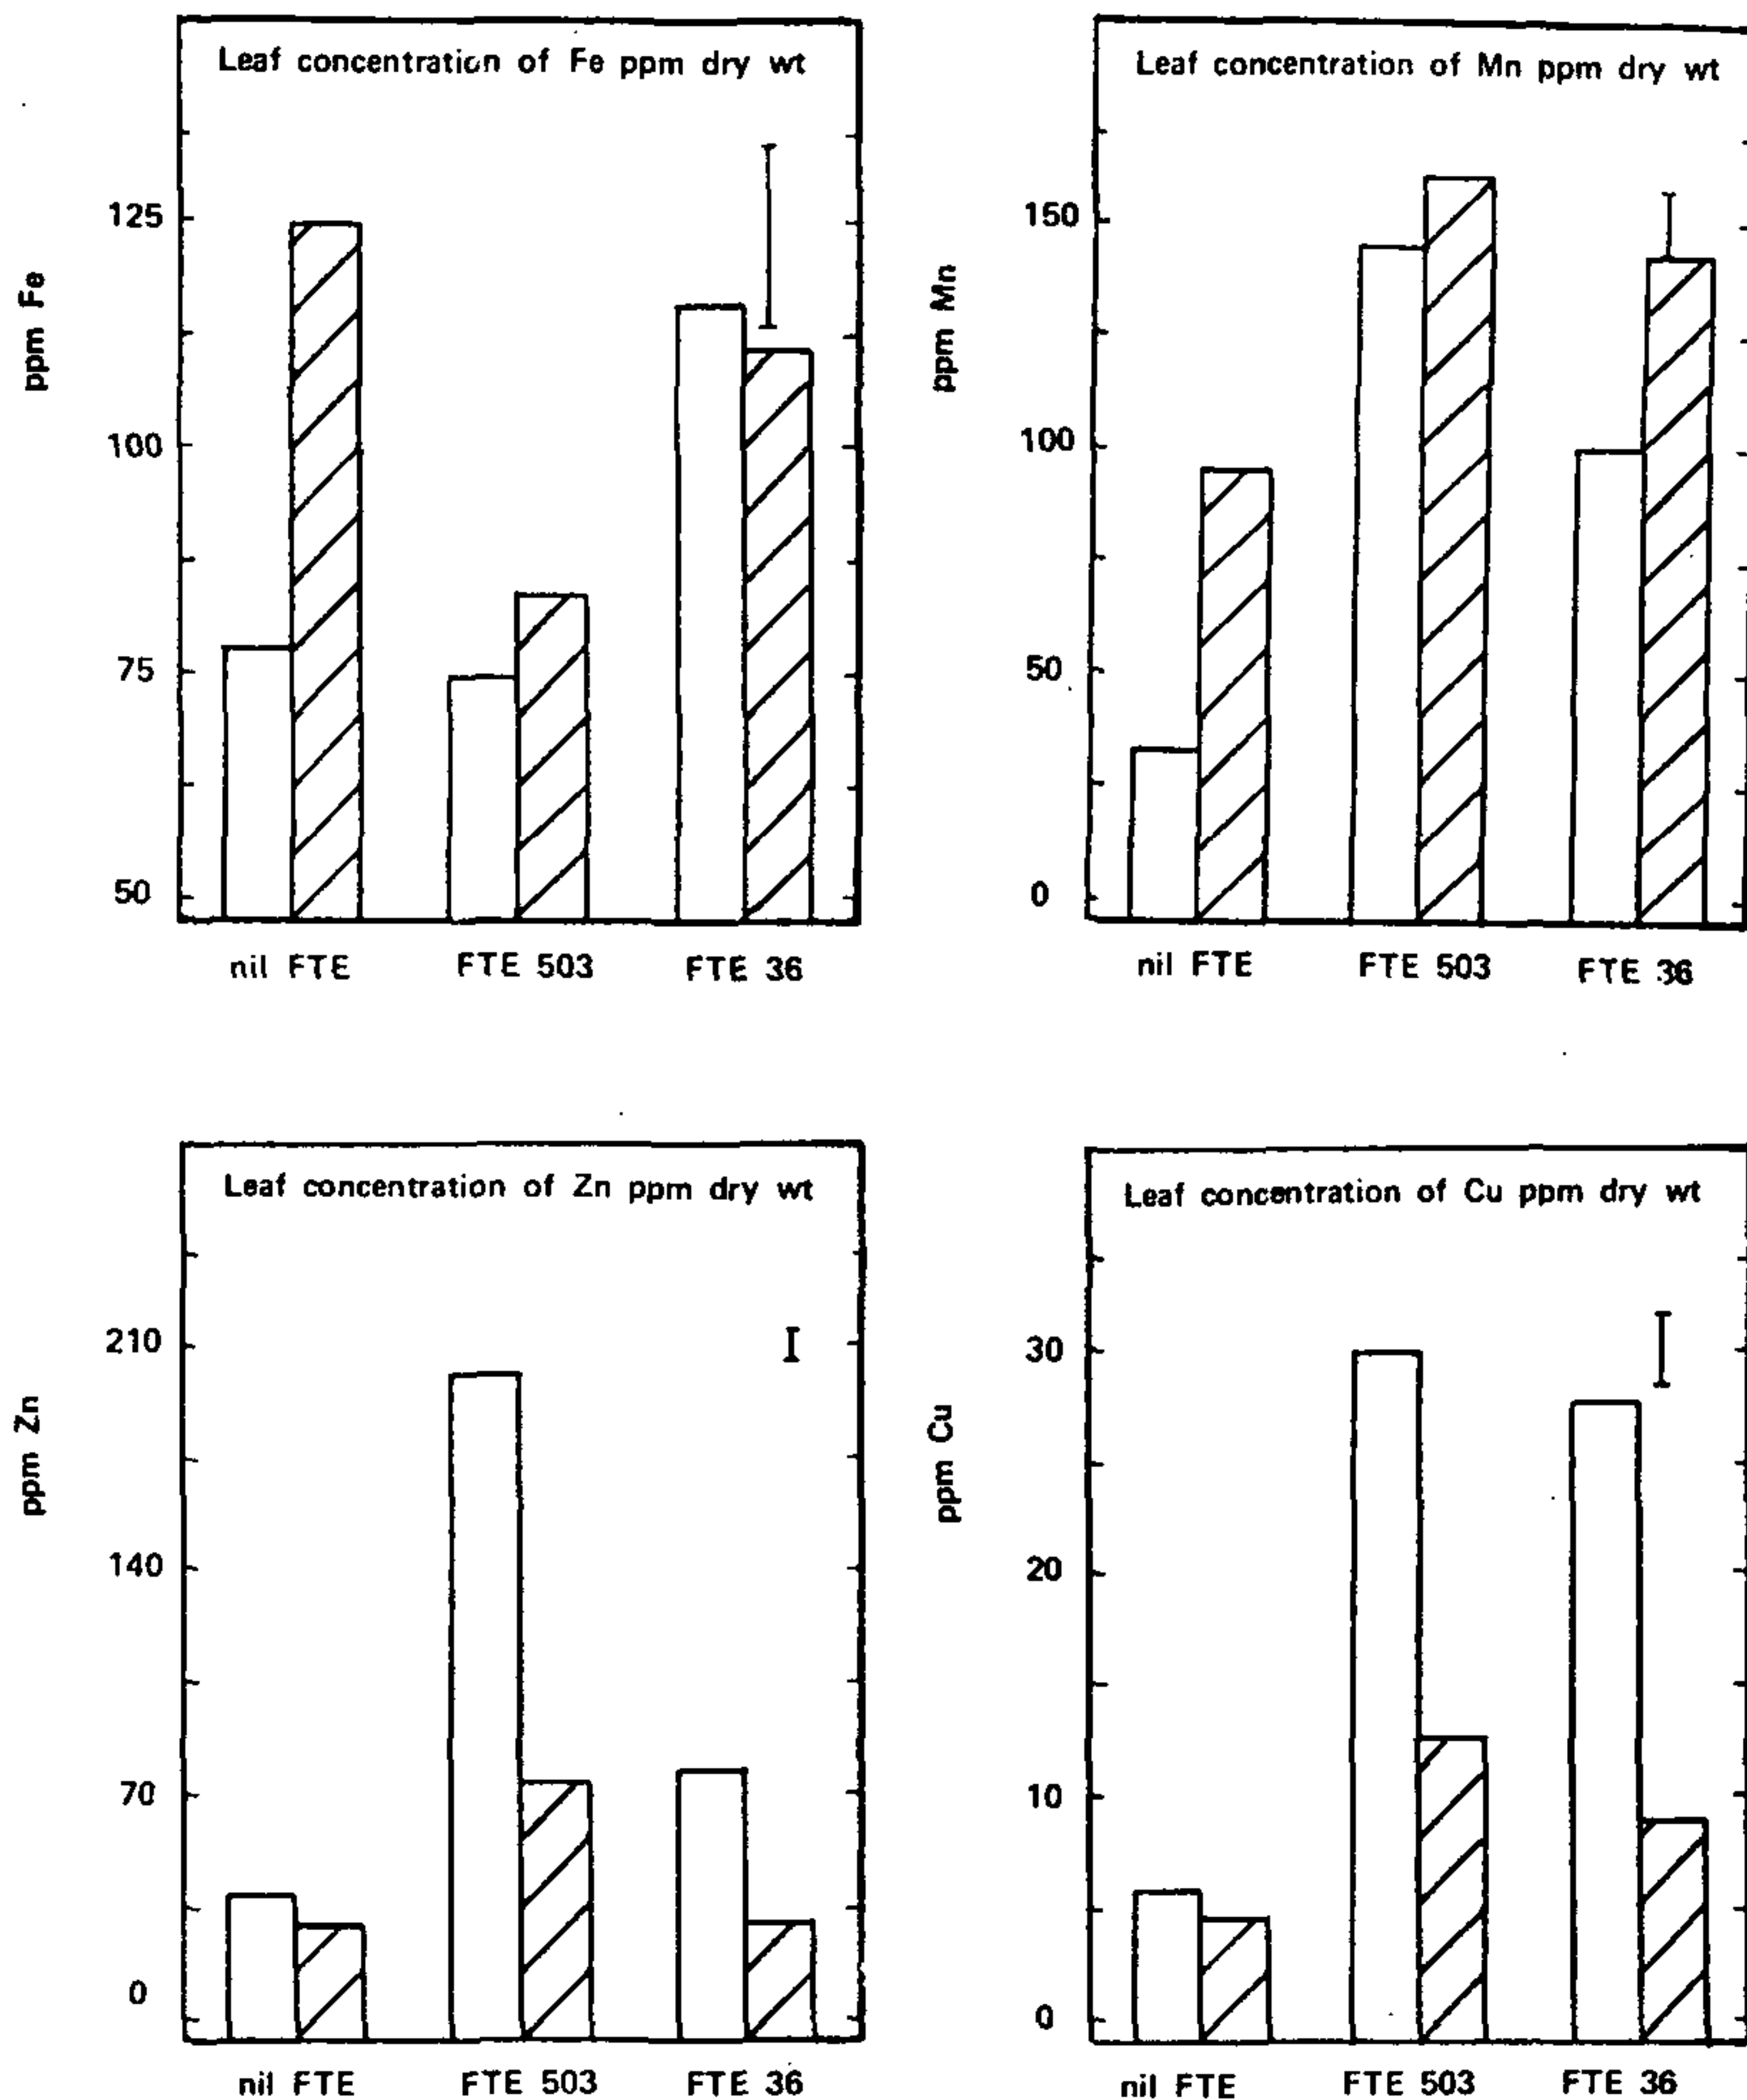 Leaf concentration of Fe ppm dry wt
ppm Fe
125
100
75
50
nil FTE FTE 503 FTE 36
Leaf concentration of Mn ppm dry wt
ppm Mn
150
100
50
0
nil FTE FTE 503 FTE 36
Leaf concentration of Zn ppm dry wt
ppm Zn
210
140
70
0
nil FTE FTE 503 FTE 36
Leaf concentration of Cu ppm dry wt
ppm Cu
30
20
10
0
nil FTE FTE 503 FTE 36